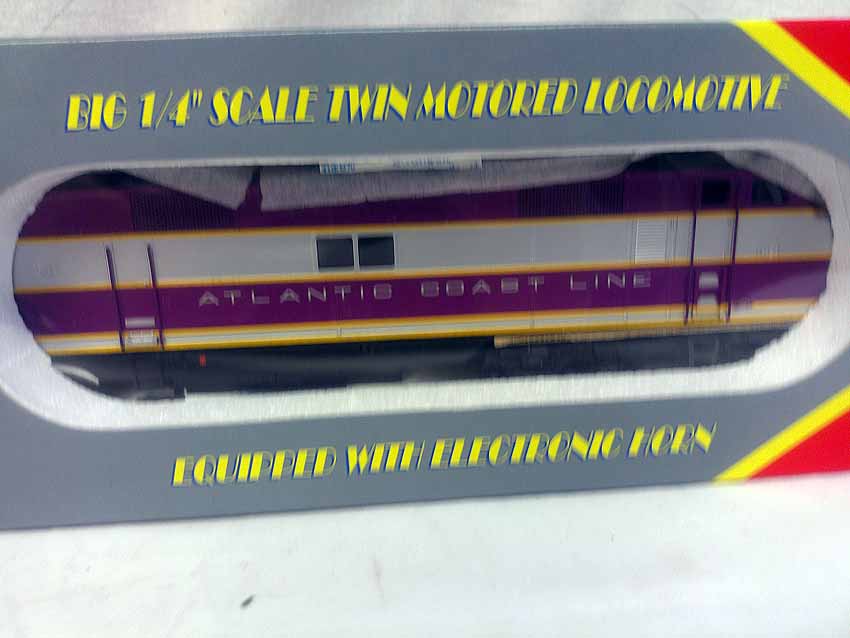 BIG 1/4" SCALE TWIN MOTORED LOCOMOTIVE
ATLANTIC COAST LINE
EQUIPPED WITH ELECTRONIC HORN